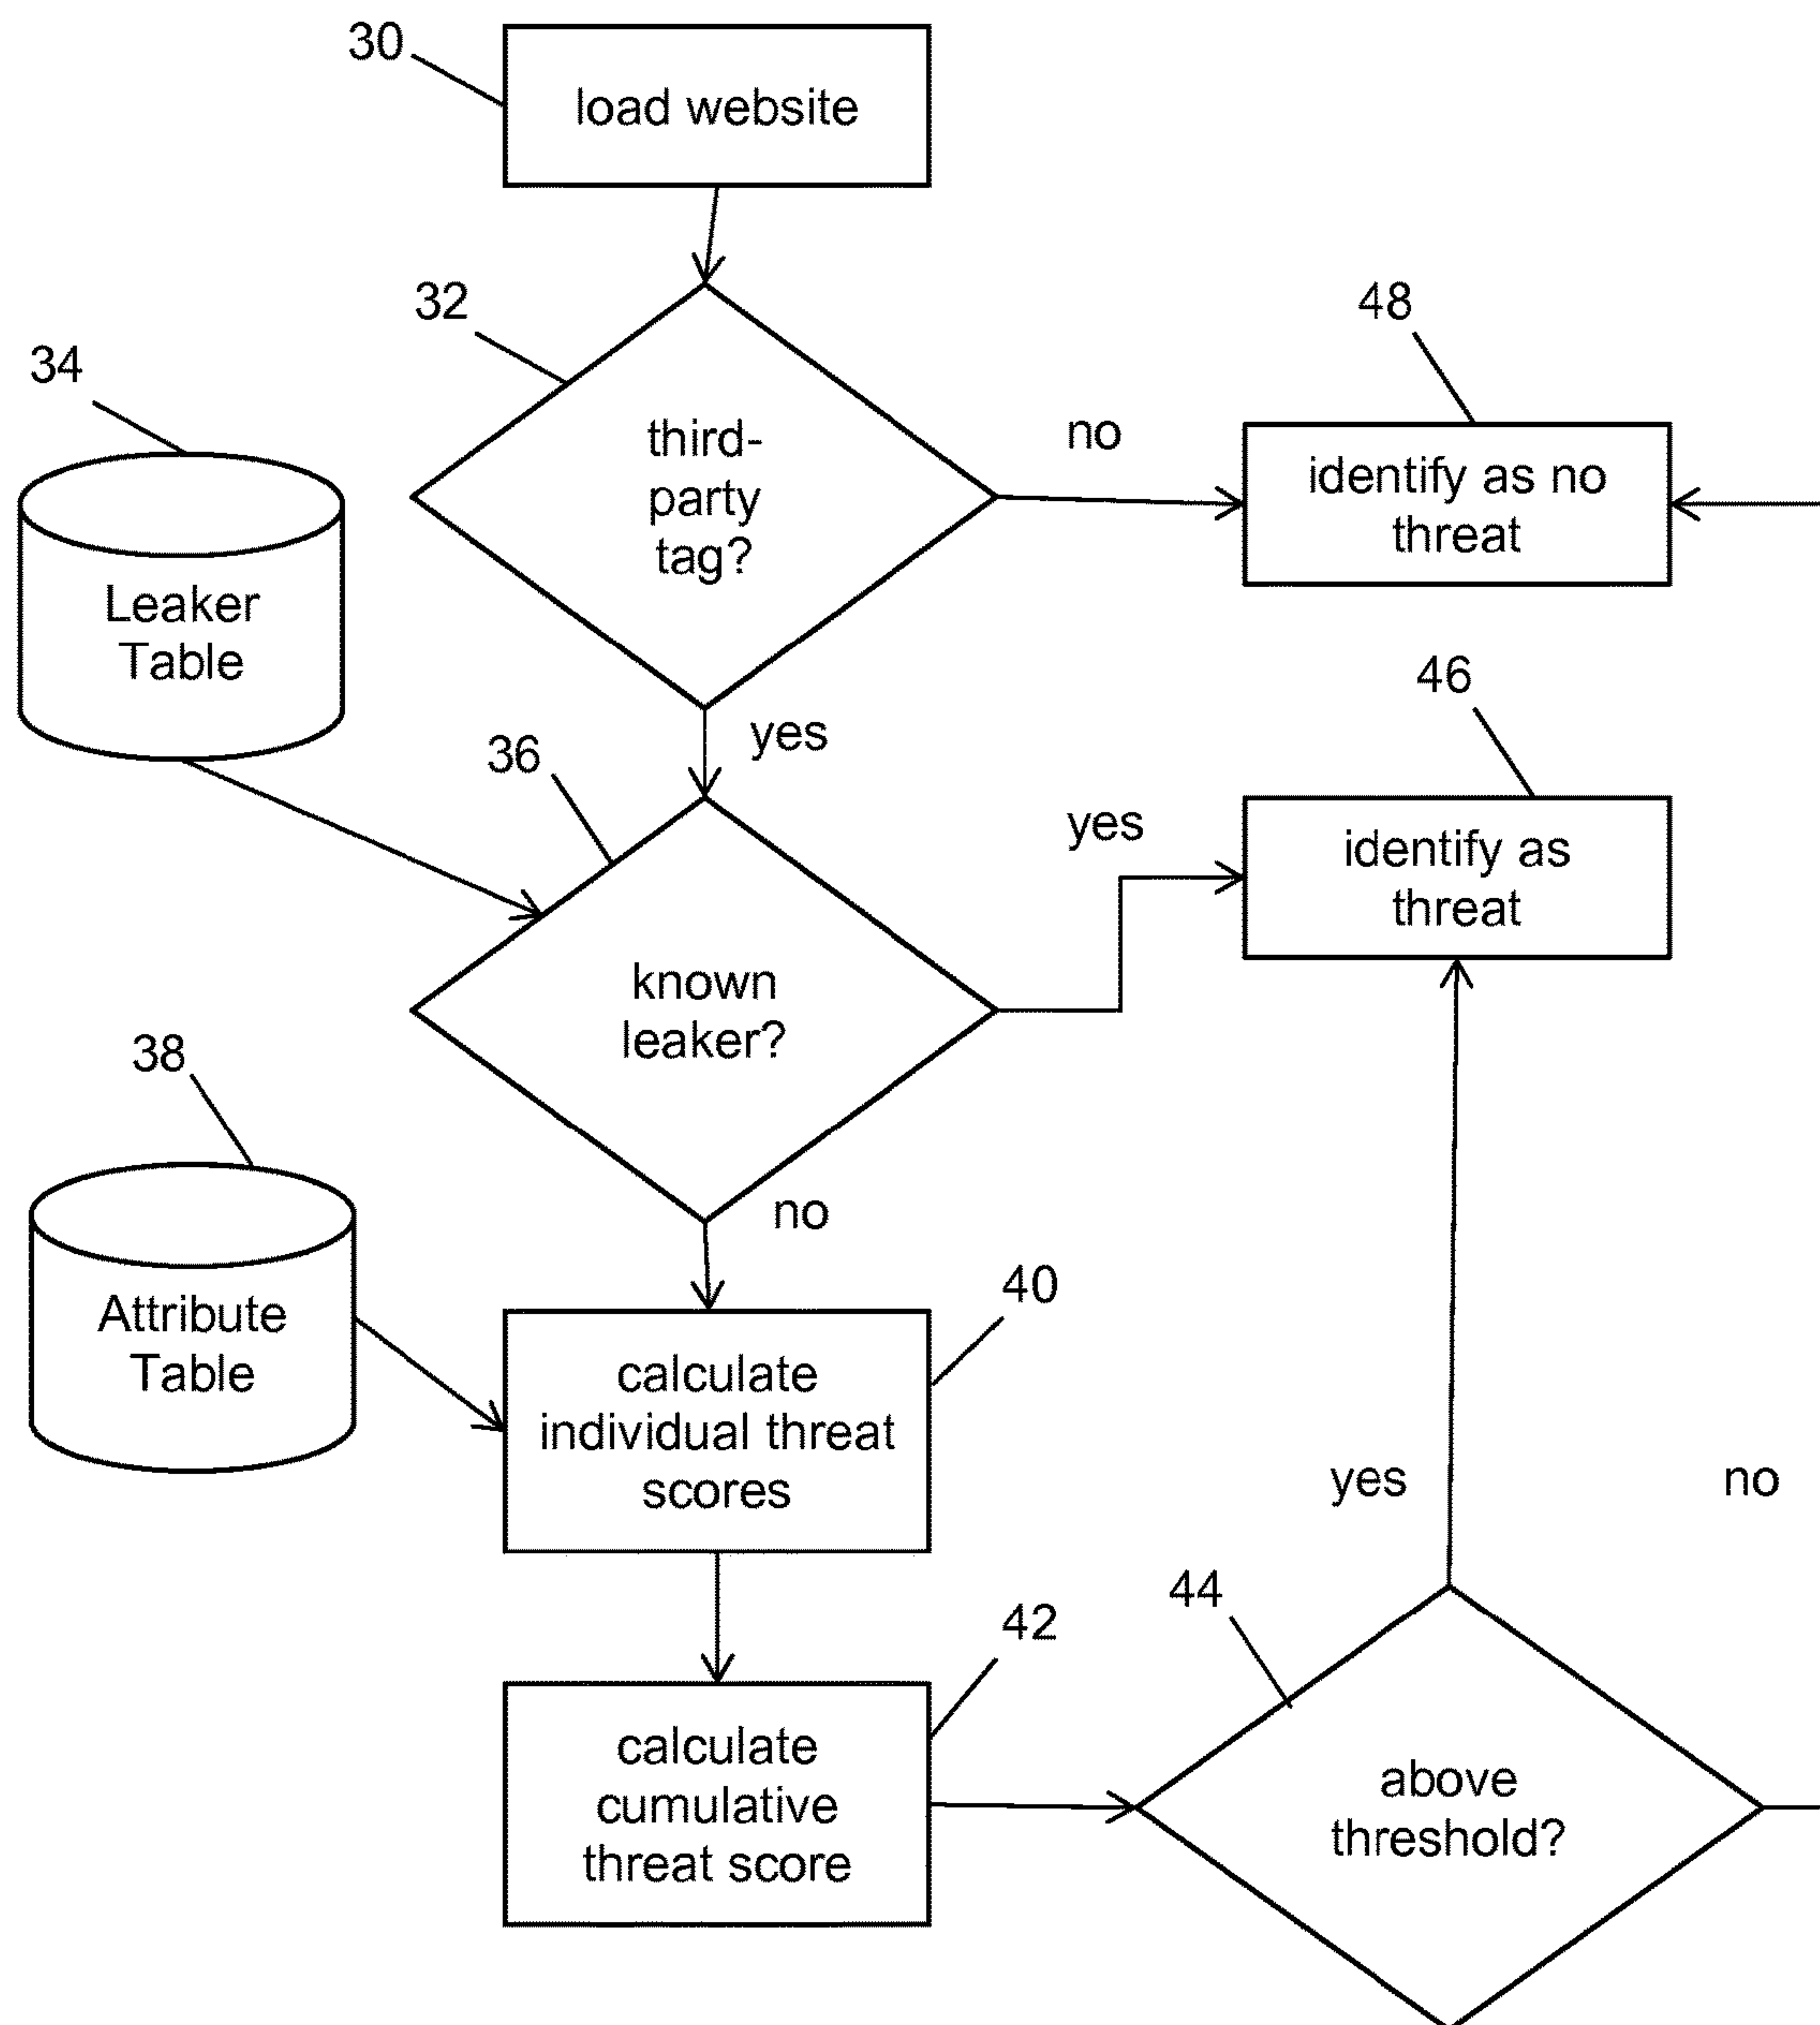 30
load website
32
third-
party
tag?
no
48
identify as no
threat
34
Leaker
Table
yes
36
known
leaker?
yes
46
identify as
threat
38
Attribute
Table
no
40
calculate
individual threat
scores
42
calculate
cumulative
threat score
44
above
threshold?
yes
no